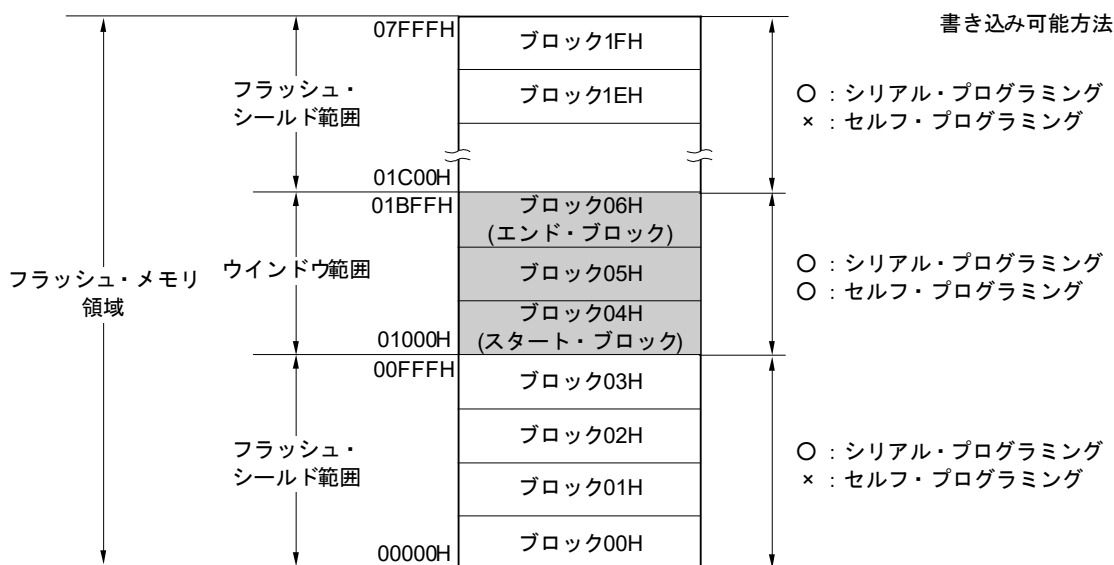 書き込み可能方法
07FFFH
ブロック1FH
フラッシュ・
シールド範囲
ブロック1EH
○ : シリアル・プログラミング
× : セルフ・プログラミング
01C00H
01BFFH
ブロック06H
(エンド・ブロック)
フラッシュ・メモリ
領域
ウインドウ範囲
ブロック05H
○ : シリアル・プログラミング
○ : セルフ・プログラミング
ブロック04H
(スタート・ブロック)
01000H
00FFFH
ブロック03H
ブロック02H
フラッシュ・
シールド範囲
○ : シリアル・プログラミング
× : セルフ・プログラミング
ブロック01H
00000H
ブロック00H